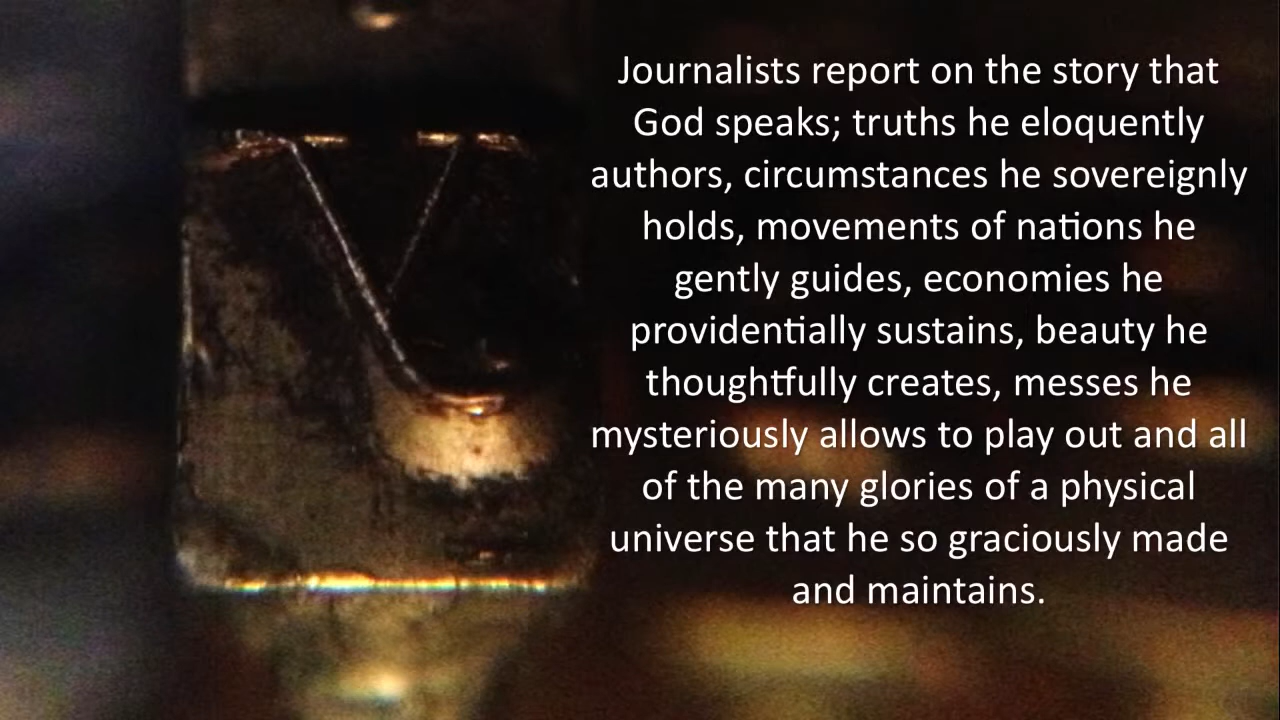 Journalists report on the story that
God speaks; truths he eloquently
authors, circumstances he sovereignly
holds, movements of nations he
gently guides, economies he
providentially sustains, beauty he
thoughtfully creates, messes he
mysteriously allows to play out and all
of the many glories of a physical
universe that he so graciously made
and maintains.